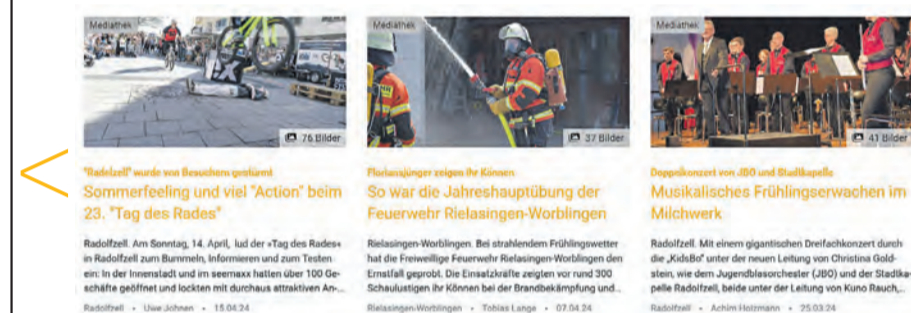 Mediathek
76 Bilder
"Radolzell" wurde von Besuchern gestürmt
Sommerfeeling und viel "Action" beim
23. "Tag des Rades"
Radolfzell. Am Sonntag, 14. April, lud der »Tag des Rades«
in Radolfzell zum Bummeln, Informieren und zum Testen
ein: In der Innenstadt und im seemaxx hatten über 100 Ge-
schäfte geöffnet und lockten mit durchaus attraktiven An-...
Radolfzell • Uwe Johnen • 15.04.24
Mediathek
37 Bilder
Floriansjünger zeigen ihr Können
So war die Jahreshauptübung der
Feuerwehr Rielasingen-Worblingen
Rielasingen-Worblingen. Bei strahlendem Frühlingswetter
hat die Freiwillige Feuerwehr Rielasingen-Worblingen den
Ernstfall geprobt. Die Einsatzkräfte zeigten vor rund 300
Schaulustigen ihr Können bei der Brandbekämpfung und...
Rielasingen-Worblingen • Tobias Lange • 07.04.24
Mediathek
41 Bilder
Doppelkonzert von JBO und Stadtkapelle
Musikalisches Frühlingserwachen im
Milchwerk
Radolfzell. Mit einem gigantischen Dreifachkonzert durch
die „KidsBo" unter der neuen Leitung von Christina Gold-
stein, wie dem Jugendblasorchester (JBO) und der Stadtka-
pelle Radolfzell, beide unter der Leitung von Kuno Rauch,...
Radolfzell • Achim Holzmann • 25.03.24